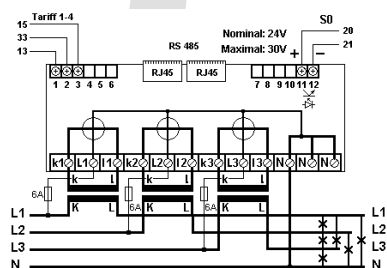 Tariff 1-4
15
33
13
RS 485
Nominal: 24V
Maximal: 30V
S0
20
21
+ −
RJ45 RJ45
1 2 3 4 5 6
7 8 9 10 11 12
k1 L1 l1 k2 L2 l2 k3 L3 l3 N N N
k l k l k l
6A 6A 6A
K L K L K L
L1 L1
L2 L2
L3 L3
N N